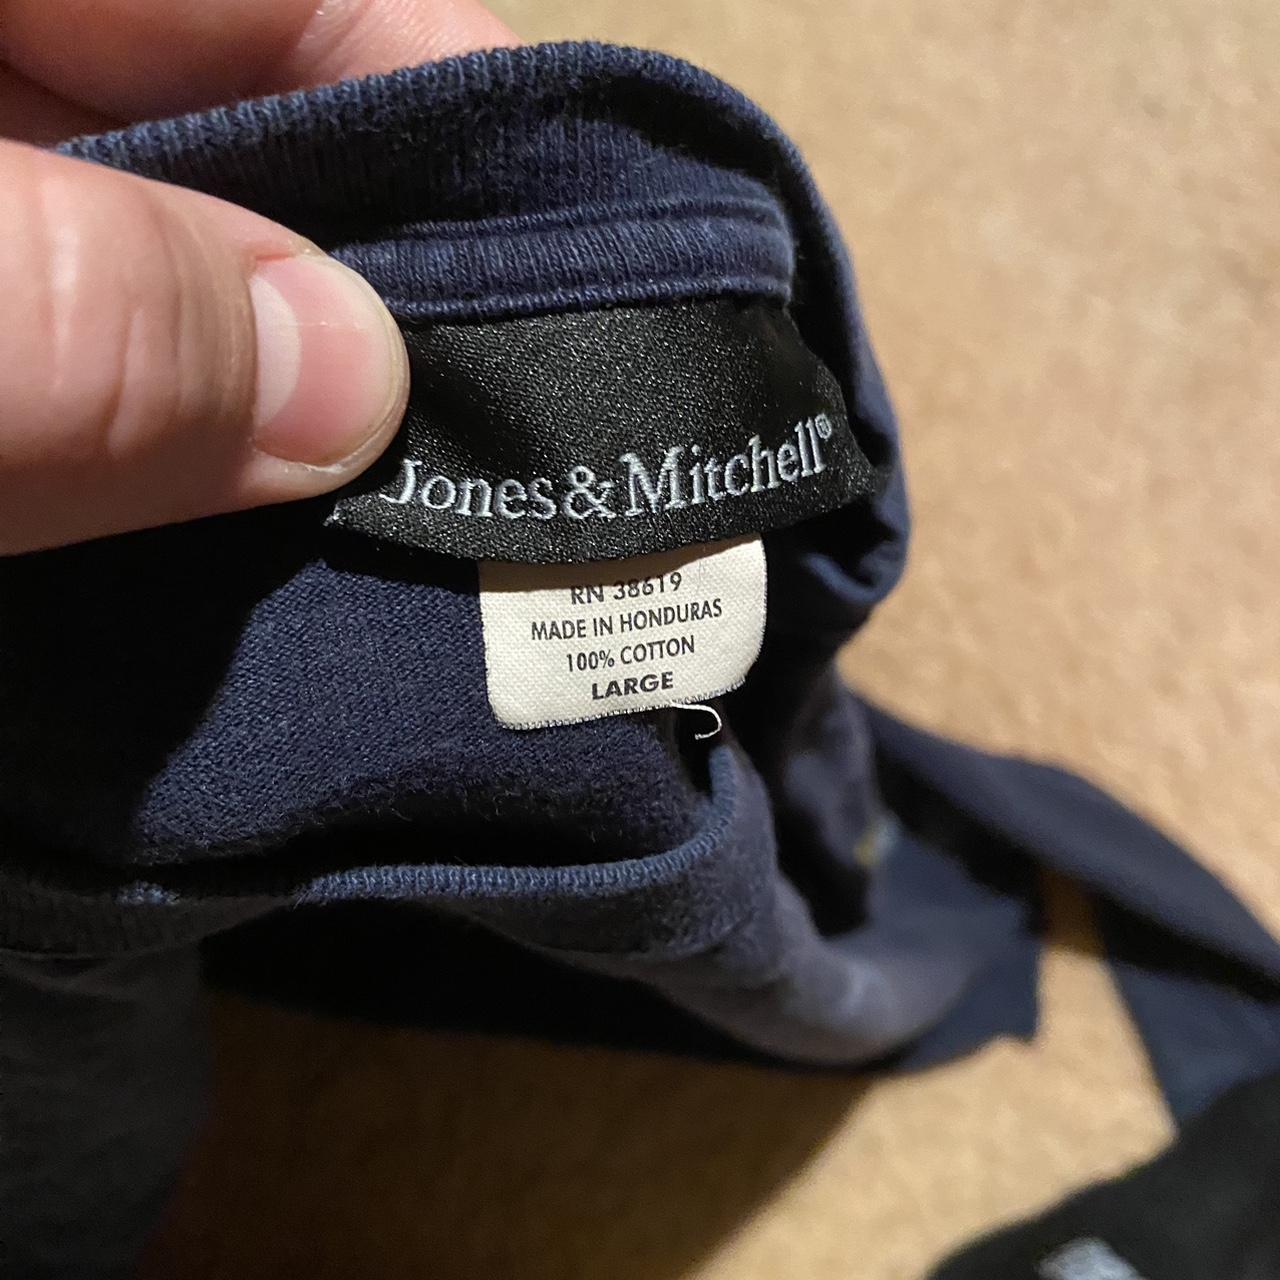 Jones & Mitchell®
RN 38619
MADE IN HONDURAS
100% COTTON
LARGE